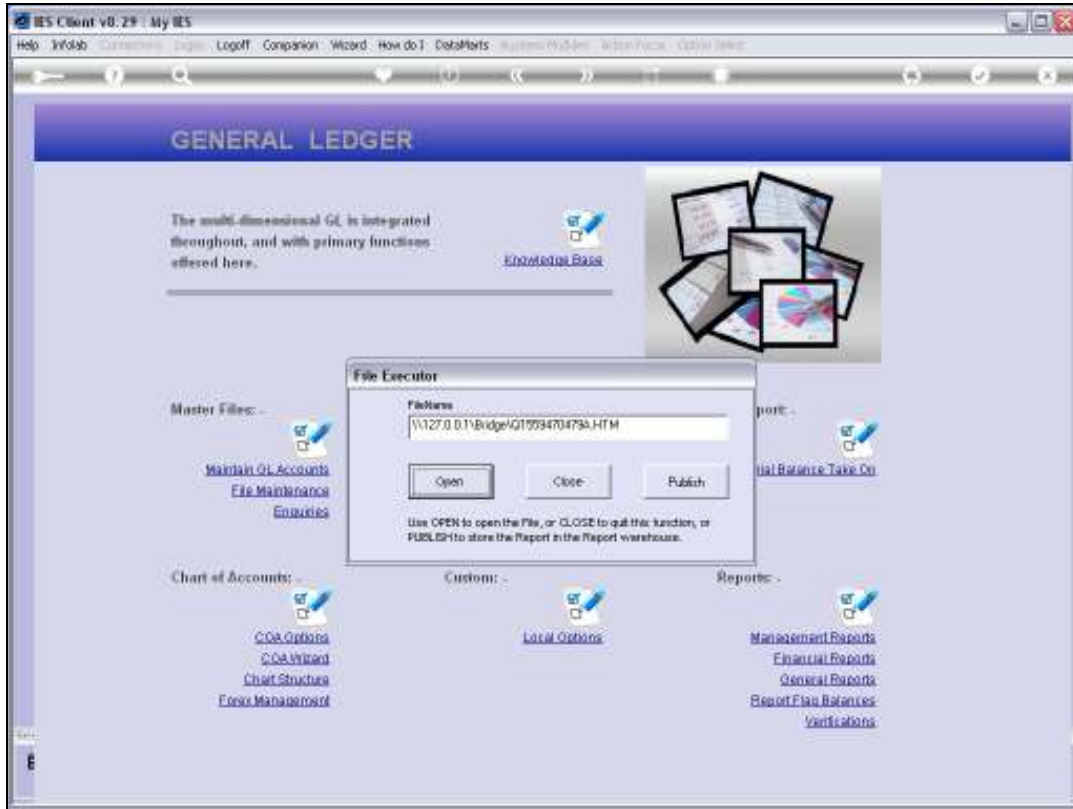 IES Client v8.29 : My IES
Help Infolab Logoff Companion Wizard How do I DataMarts
GENERAL LEDGER
The multi-dimensional GL is integrated
throughout, and with primary functions
offered here.
Knowledge Base
File Executor
FileName
\\127.0.0.1\Bridge\Q1559470479A.HTM
Open Close Publish
Use OPEN to open the File, or CLOSE to quit this function, or
PUBLISH to store the Report in the Report warehouse.
Master Files: .
Maintain GL Accounts
File Maintenance
Enquiries
port: .
ial Balance Take On
Chart of Accounts: .
COA Options
COA Wizard
Chart Structure
Forex Management
Custom: .
Local Options
Reports: .
Management Reports
Financial Reports
General Reports
Report Flag Balances
Verifications